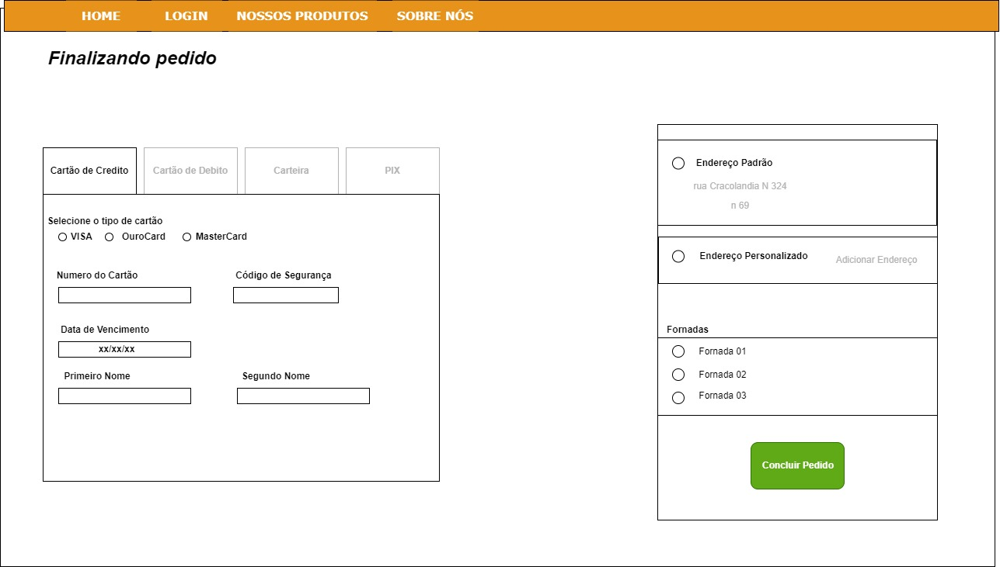 HOME LOGIN NOSSOS PRODUTOS SOBRE NÓS
Finalizando pedido
Cartão de Credito Cartão de Debito Carteira PIX
Selecione o tipo de cartão
VISA OuroCard MasterCard
Numero do Cartão Código de Segurança
Data de Vencimento
xx/xx/xx
Primeiro Nome Segundo Nome
Endereço Padrão
rua Cracolandia N 324
n 69
Endereço Personalizado Adicionar Endereço
Fornadas
Fornada 01
Fornada 02
Fornada 03
Concluir Pedido